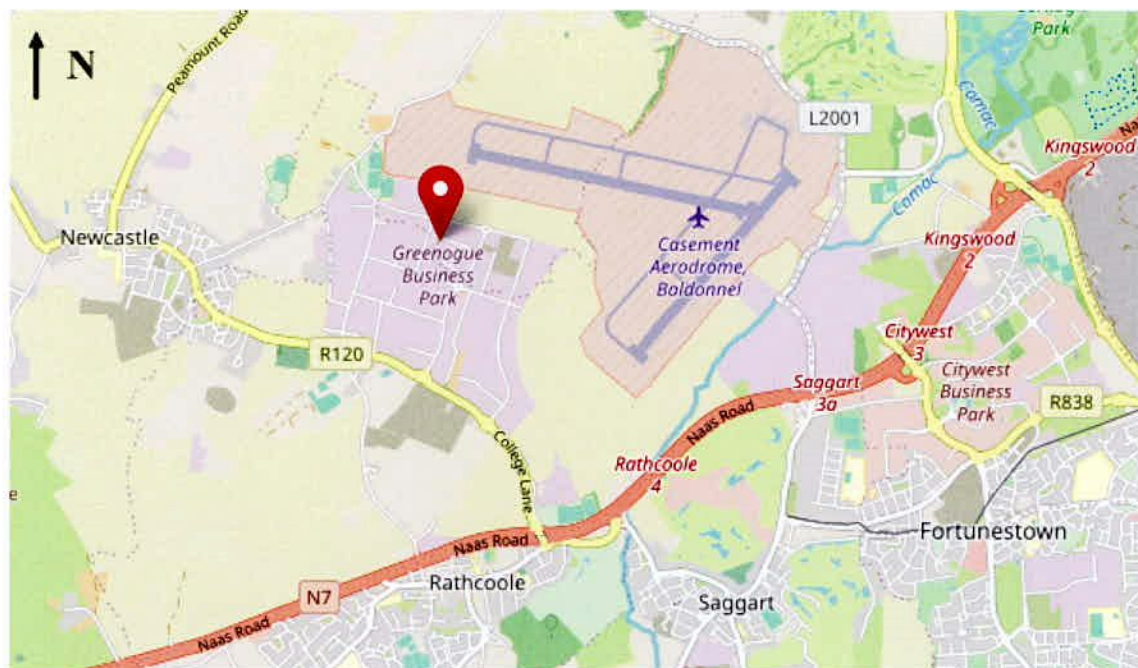 N
Peamount Road
Park
Camac
L2001
Kingswood
2
Newcastle
Greenogue
Business
Park
Casement
Aerodrome,
Baldonnel
Camac
Kingswood
2
R120
Citywest
3
Saggart
3a
Citywest
Business
Park
R838
Naas Road
College Lane
Rathcoole
4
Fortunestown
Naas Road
Rathcoole
N7
Saggart
Naas Road